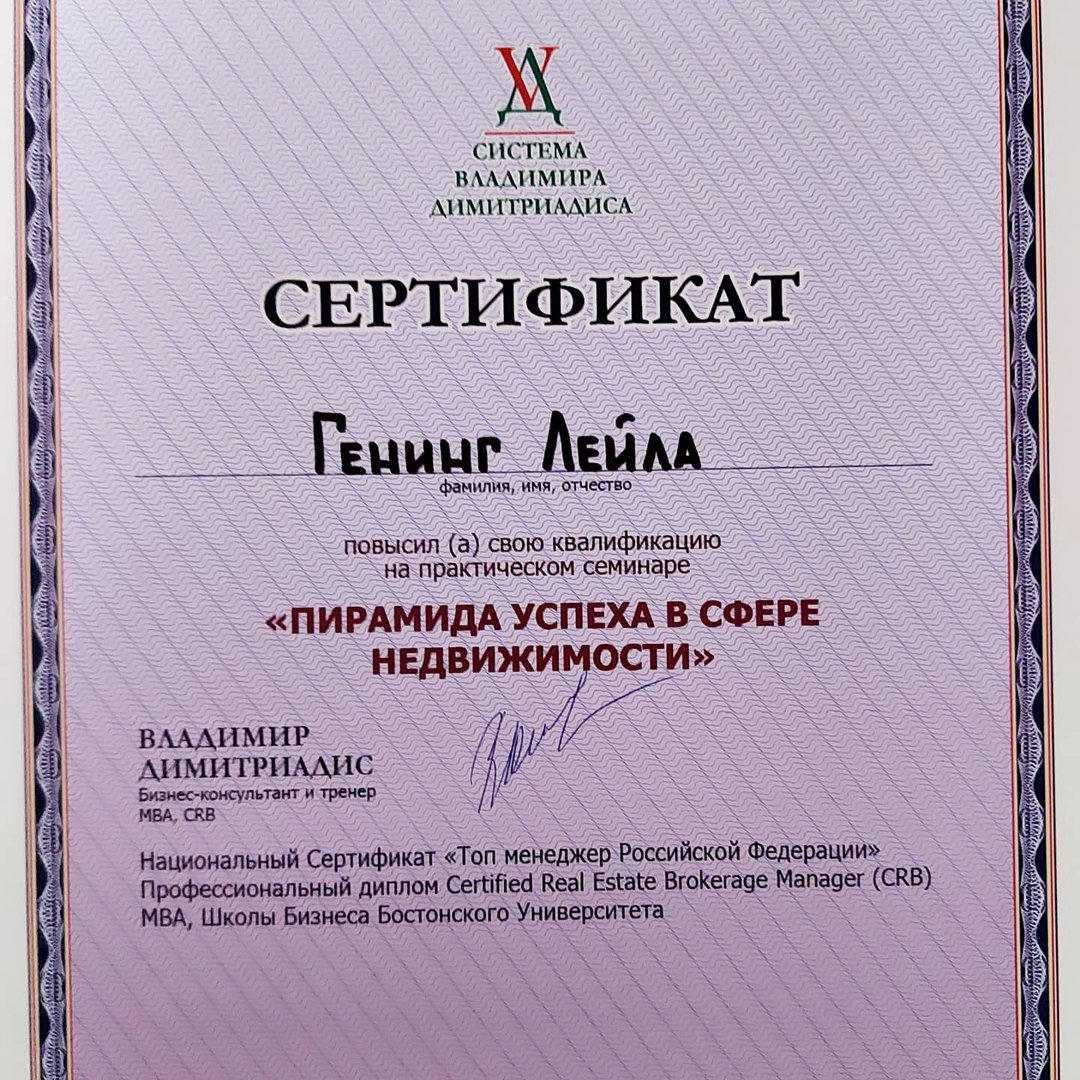 СИСТЕМА
ВЛАДИМИРА
ДИМИТРИАДИСА
СЕРТИФИКАТ
Генинг Лейла
фамилия, имя, отчество
повысил (а) свою квалификацию
на практическом семинаре
«ПИРАМИДА УСПЕХА В СФЕРЕ
НЕДВИЖИМОСТИ»
ВЛАДИМИР
ДИМИТРИАДИС
Бизнес-консультант и тренер
MBA, CRB
Национальный Сертификат «Топ менеджер Российской Федерации»
Профессиональный диплом Certified Real Estate Brokerage Manager (CRB)
MBA, Школы Бизнеса Бостонского Университета